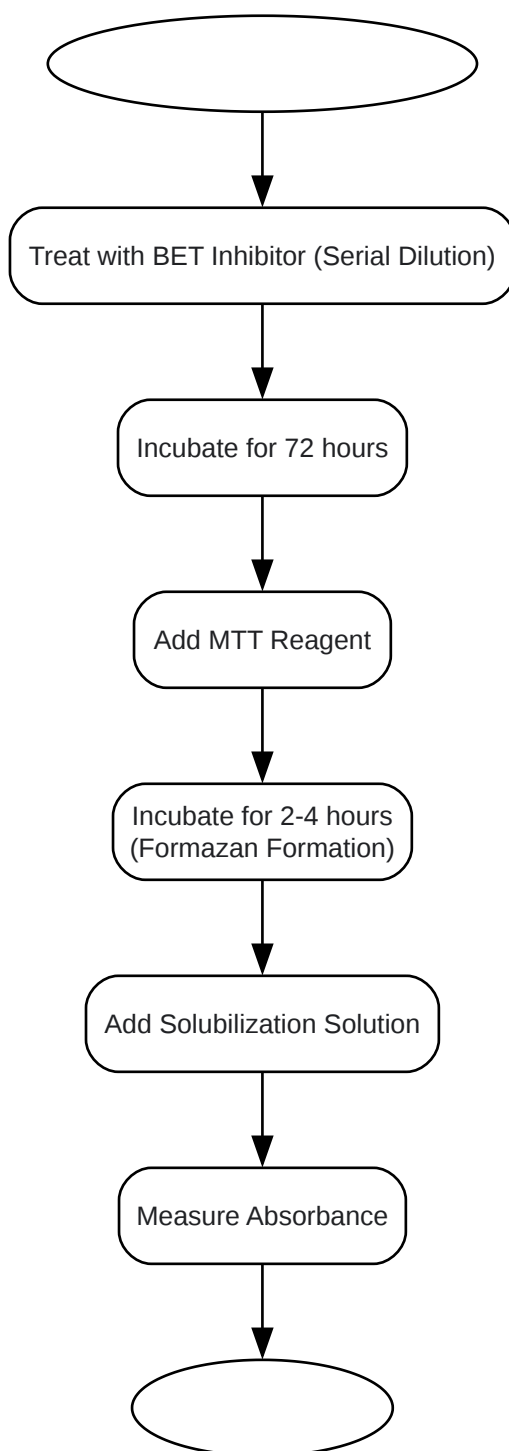 Treat with BET Inhibitor (Serial Dilution)
Incubate for 72 hours
Add MTT Reagent
Incubate for 2-4 hours
(Formazan Formation)
Add Solubilization Solution
Measure Absorbance